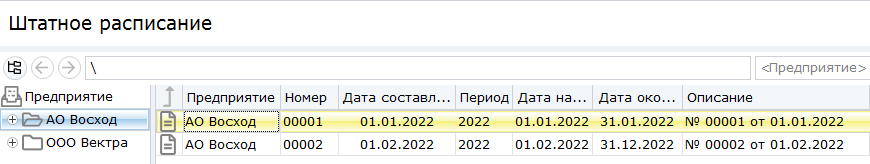 Штатное расписание
\ <Предприятие>
Предприятие Предприятие Номер Дата составл... Период Дата на... Дата око... Описание
АО Восход АО Восход 00001 01.01.2022 2022 01.01.2022 31.01.2022 № 00001 от 01.01.2022
ООО Вектра АО Восход 00002 01.02.2022 2022 01.02.2022 31.12.2022 № 00002 от 01.02.2022